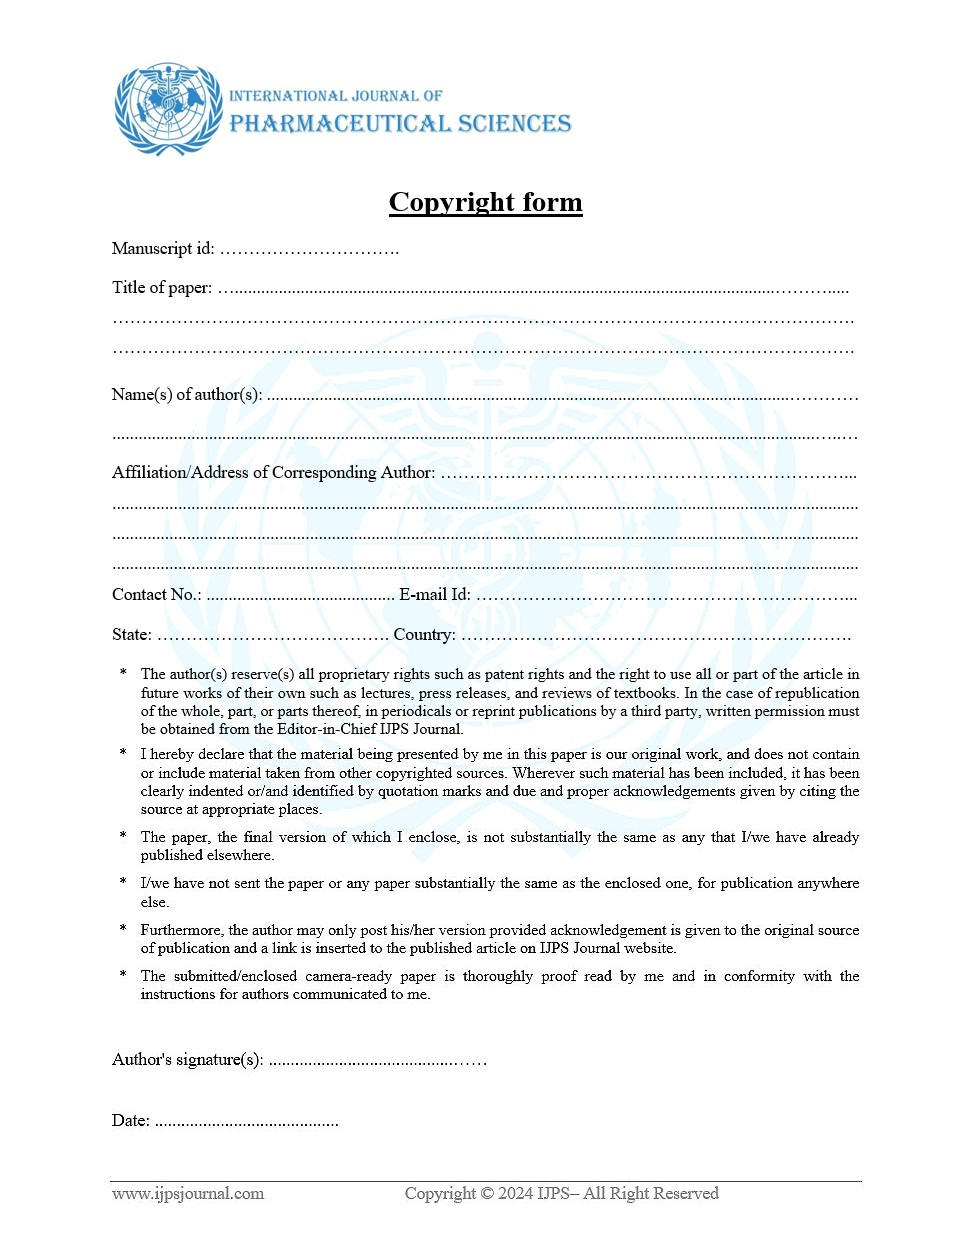 INTERNATIONAL JOURNAL OF
PHARMACEUTICAL SCIENCES
Copyright form
Manuscript id: ………………………….
Title of paper: …............................................................................................................................……….....
……………………………………………………………………………………………………………….
……………………………………………………………………………………………………………….
Name(s) of author(s): .......................................................................................................................…………
................................................................................................................................................................…..…
Affiliation/Address of Corresponding Author: ……………………………………………………………...
..........................................................................................................................................................................
..........................................................................................................................................................................
..........................................................................................................................................................................
Contact No.: ........................................... E-mail Id: ………………………………………………………...
State: …………………………………. Country: ………………………………………………………….
* The author(s) reserve(s) all proprietary rights such as patent rights and the right to use all or part of the article in
future works of their own such as lectures, press releases, and reviews of textbooks. In the case of republication
of the whole, part, or parts thereof, in periodicals or reprint publications by a third party, written permission must
be obtained from the Editor-in-Chief IJPS Journal.
* I hereby declare that the material being presented by me in this paper is our original work, and does not contain
or include material taken from other copyrighted sources. Wherever such material has been included, it has been
clearly indented or/and identified by quotation marks and due and proper acknowledgements given by citing the
source at appropriate places.
* The paper, the final version of which I enclose, is not substantially the same as any that I/we have already
published elsewhere.
* I/we have not sent the paper or any paper substantially the same as the enclosed one, for publication anywhere
else.
* Furthermore, the author may only post his/her version provided acknowledgement is given to the original source
of publication and a link is inserted to the published article on IJPS Journal website.
* The submitted/enclosed camera-ready paper is thoroughly proof read by me and in conformity with the
instructions for authors communicated to me.
Author's signature(s): ..........................................……
Date: ..........................................
www.ijpsjournal.com Copyright © 2024 IJPS– All Right Reserved